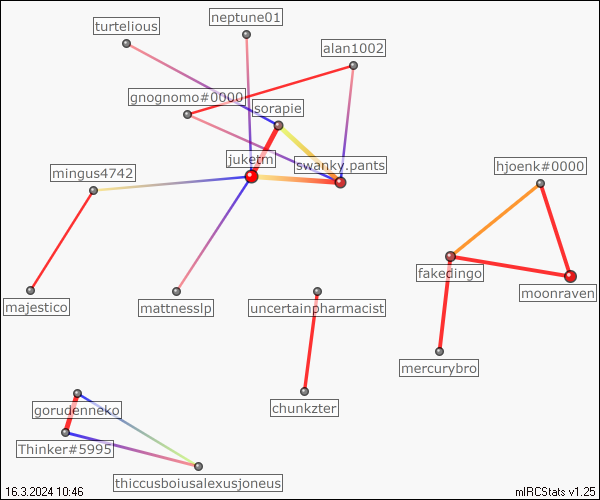 neptune01
turtelious
alan1002
gnognomo#0000
sorapie
juketm
swanky.pants
hjoenk#0000
mingus4742
fakedingo
moonraven
majestico
mattnesslp
uncertainpharmacist
mercurybro
chunkzter
gorudenneko
Thinker#5995
thiccusboiusalexusjoneus
16.3.2024 10:46
mIRCStats v1.25